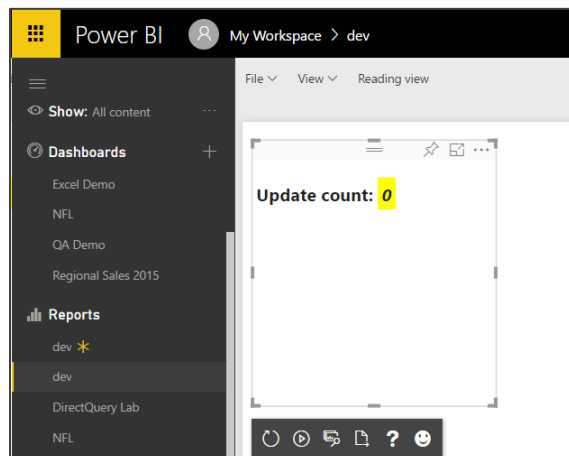 Power BI
My Workspace > dev
File View Reading view
Show: All content
Dashboards
Excel Demo
NFL
QA Demo
Regional Sales 2015
Reports
dev
dev
DirectQuery Lab
NFL
Update count: 0
?